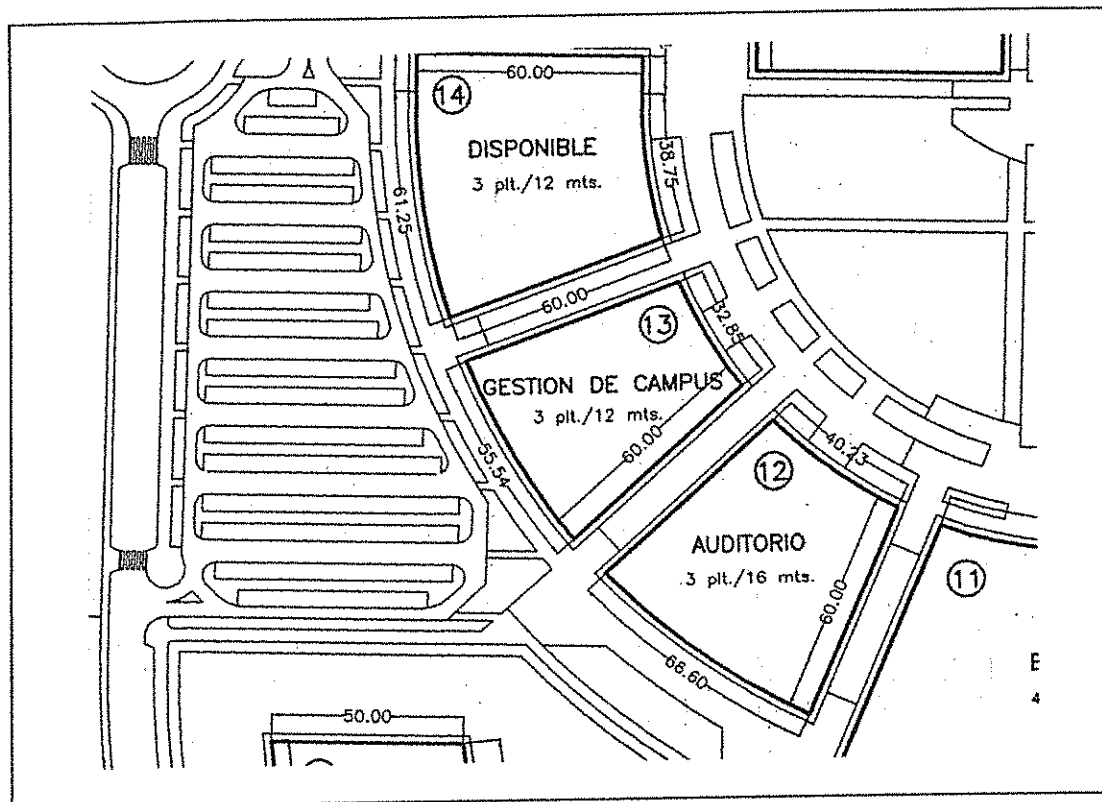 60.00
14
DISPONIBLE
3 plt./12 mts.
38.75
61.25
60.00
13
32.85
GESTION DE CAMPUS
3 plt./12 mts.
60.00
55.54
40.23
12
AUDITORIO
3 plt./16 mts.
60.00
66.60
11
E
4
50.00